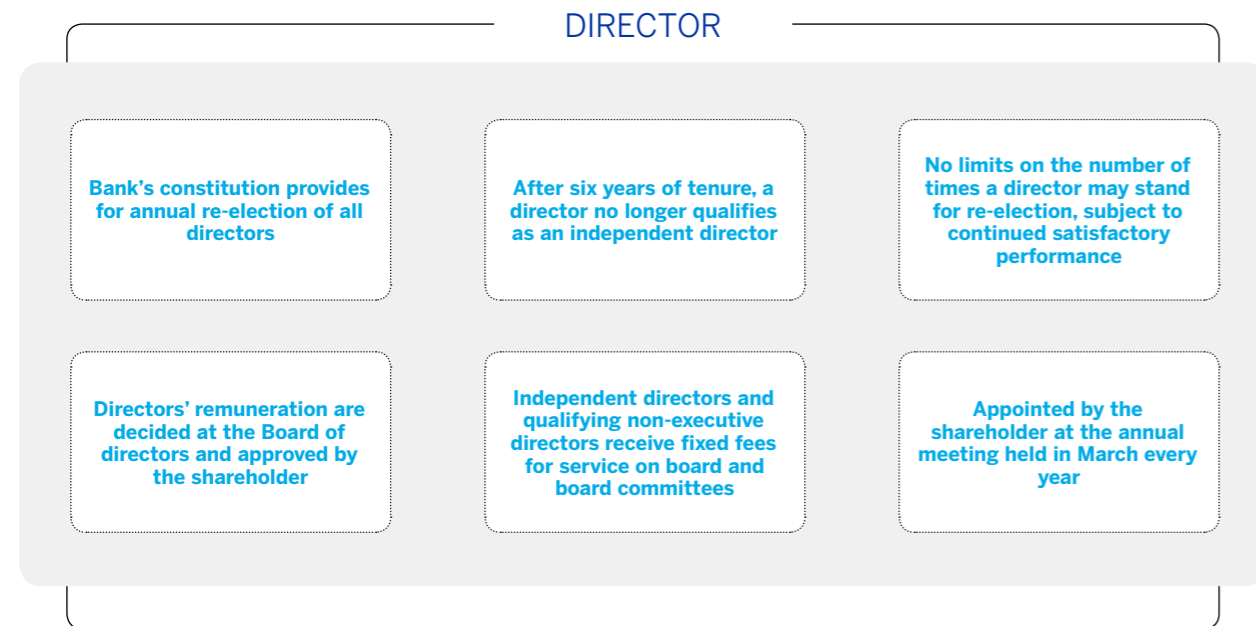 DIRECTOR
Bank’s constitution provides
for annual re-election of all
directors
After six years of tenure, a
director no longer qualifies
as an independent director
No limits on the number of
times a director may stand
for re-election, subject to
continued satisfactory
performance
Directors’ remuneration are
decided at the Board of
directors and approved by
the shareholder
Independent directors and
qualifying non-executive
directors receive fixed fees
for service on board and
board committees
Appointed by the
shareholder at the annual
meeting held in March every
year